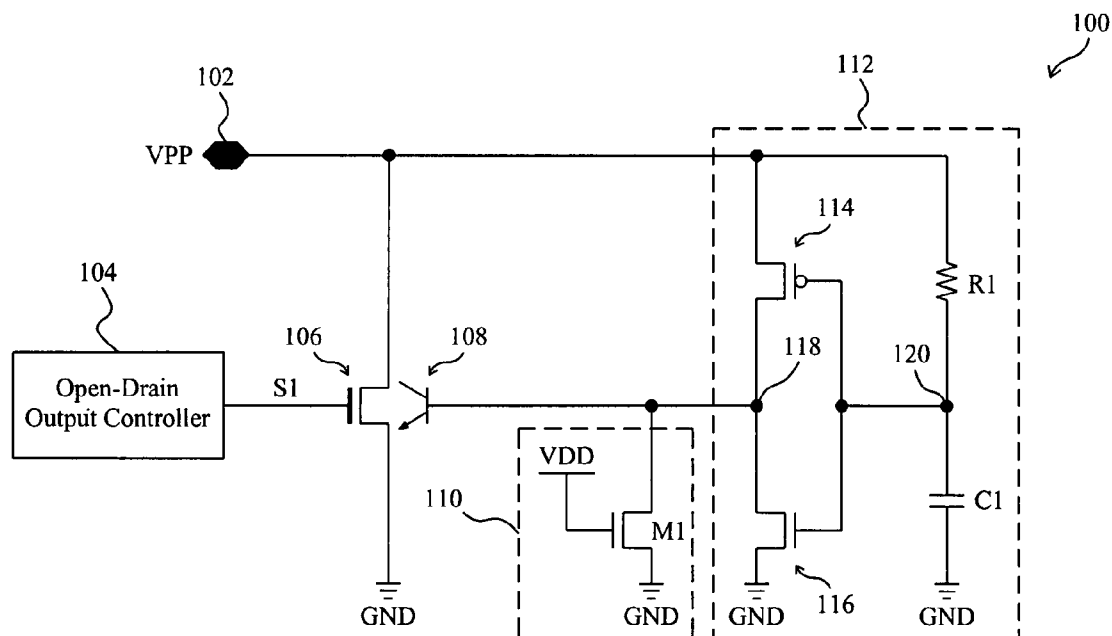 100
102
112
VPP
114
104
R1
106
108
118
120
Open-Drain
Output Controller
S1
VDD
110
M1
C1
116
GND
GND
GND
GND